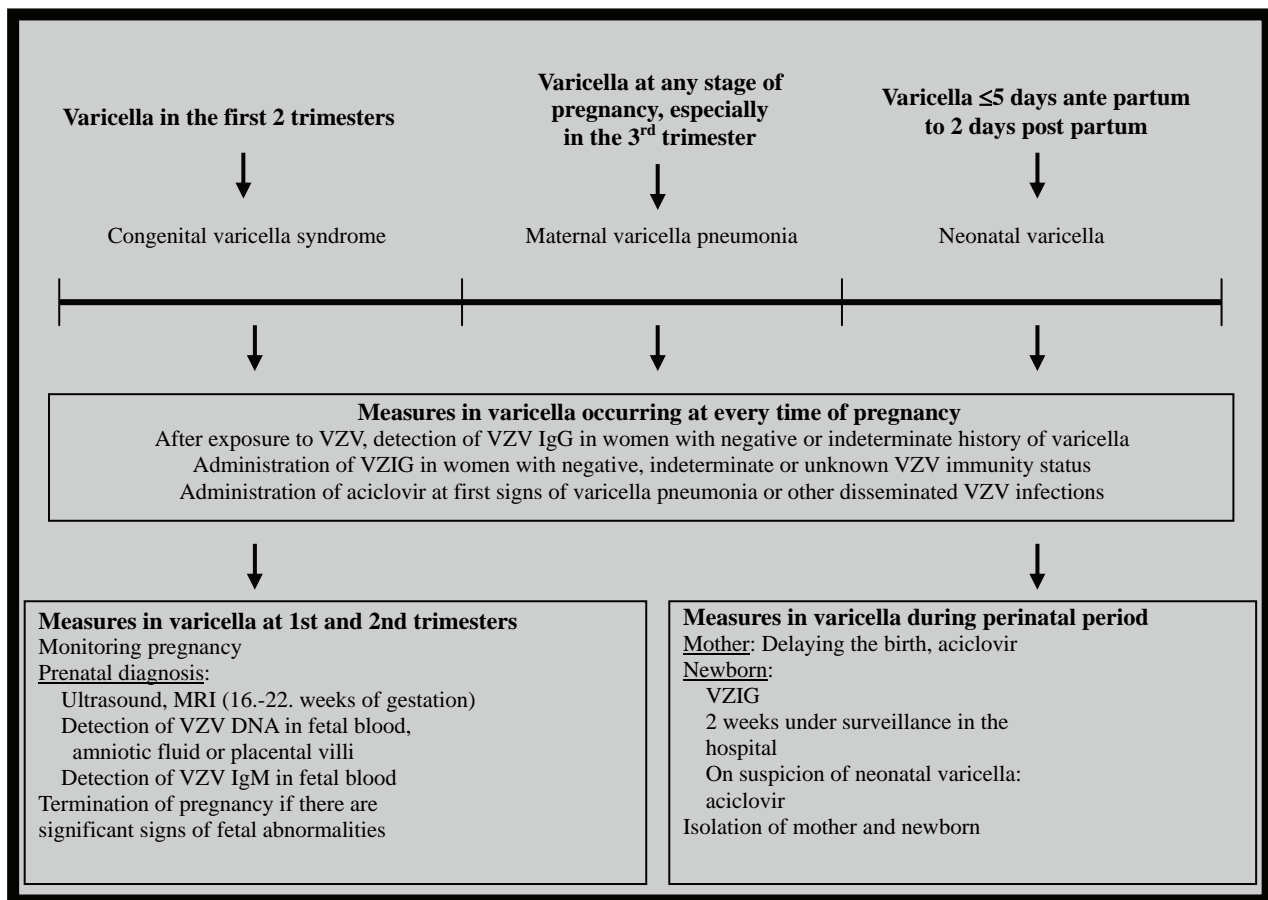 Varicella in the first 2 trimesters
Varicella at any stage of
pregnancy, especially
in the 3rd trimester
Varicella ≤5 days ante partum
to 2 days post partum
Congenital varicella syndrome
Maternal varicella pneumonia
Neonatal varicella
Measures in varicella occurring at every time of pregnancy
After exposure to VZV, detection of VZV IgG in women with negative or indeterminate history of varicella
Administration of VZIG in women with negative, indeterminate or unknown VZV immunity status
Administration of aciclovir at first signs of varicella pneumonia or other disseminated VZV infections
Measures in varicella at 1st and 2nd trimesters
Monitoring pregnancy
Prenatal diagnosis:
Ultrasound, MRI (16.-22. weeks of gestation)
Detection of VZV DNA in fetal blood,
amniotic fluid or placental villi
Detection of VZV IgM in fetal blood
Termination of pregnancy if there are
significant signs of fetal abnormalities
Measures in varicella during perinatal period
Mother: Delaying the birth, aciclovir
Newborn:
VZIG
2 weeks under surveillance in the
hospital
On suspicion of neonatal varicella:
aciclovir
Isolation of mother and newborn